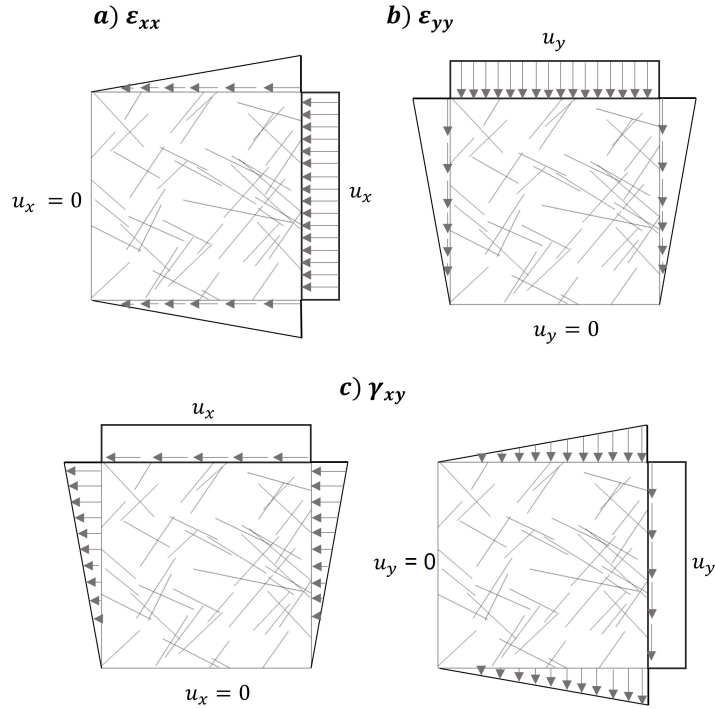 a) εxx
b) εyy
uy
ux = 0
ux
uy = 0
c) γxy
ux
uy = 0
uy
ux = 0